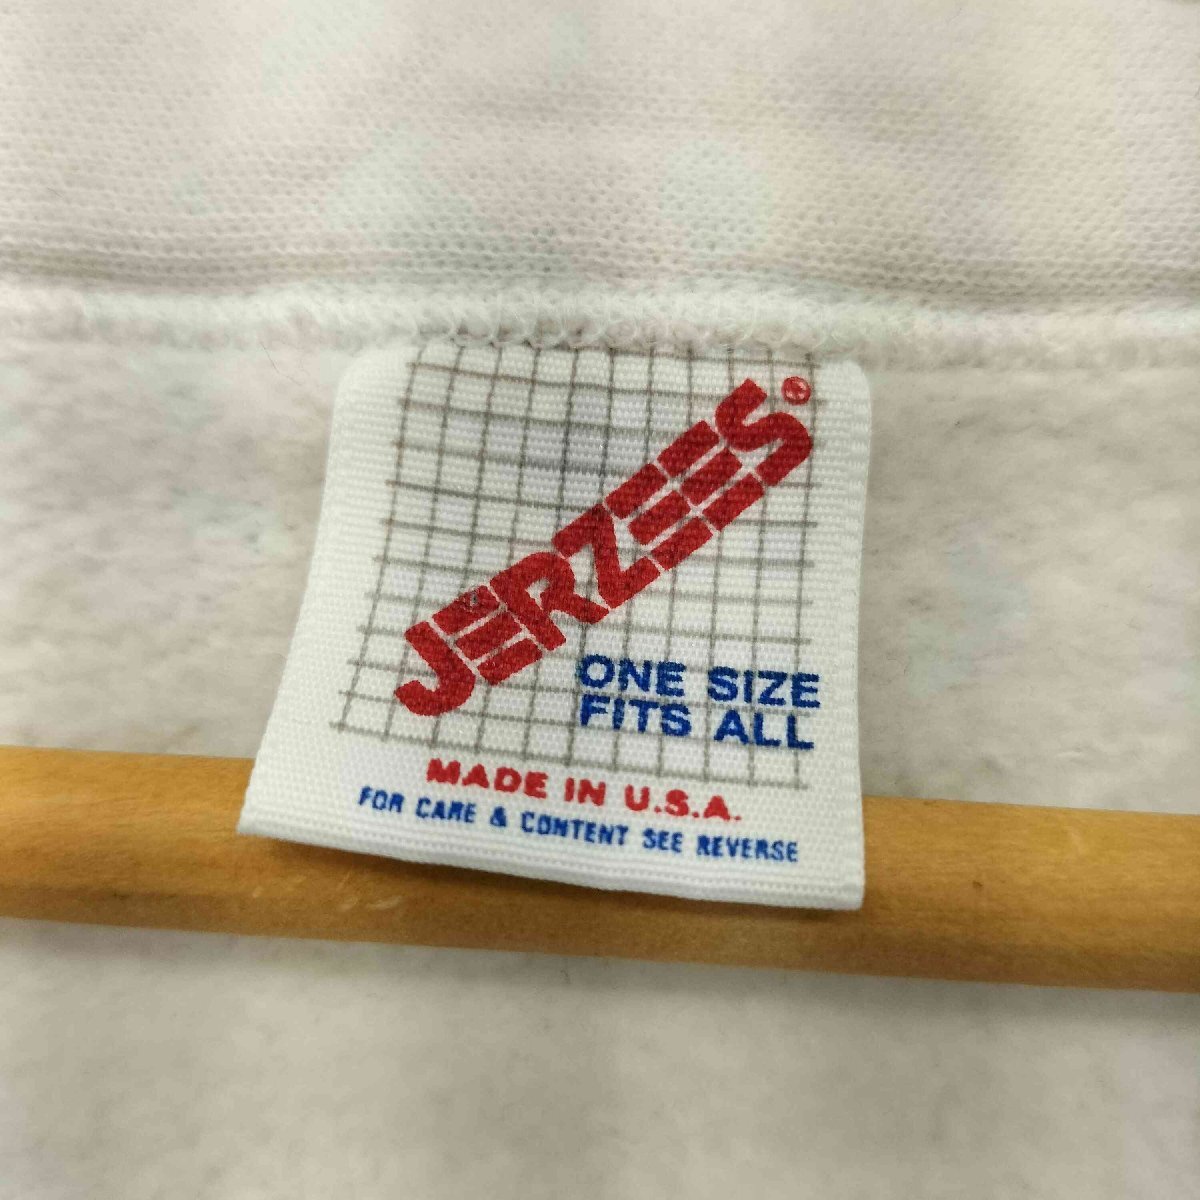 JERZEES®
ONE SIZE
FITS ALL
MADE IN U.S.A.
FOR CARE & CONTENT SEE REVERSE